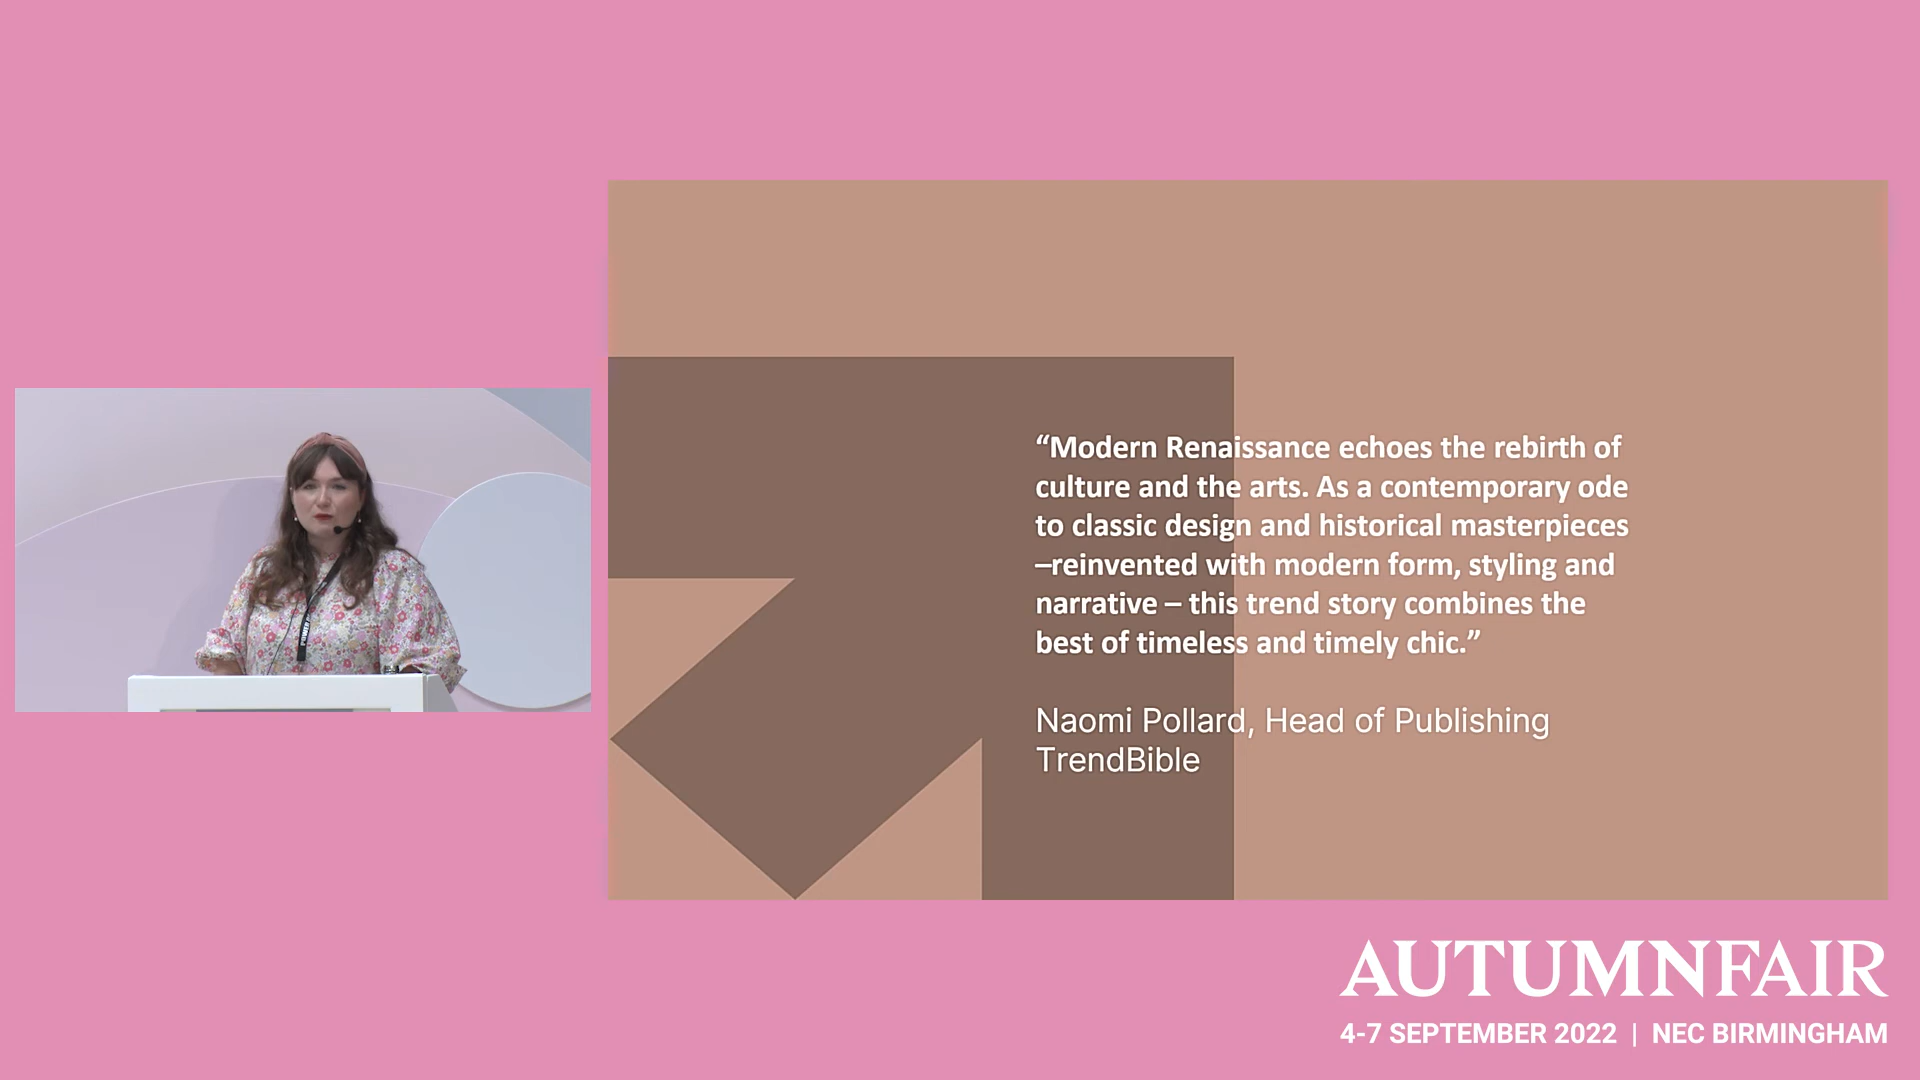 “Modern Renaissance echoes the rebirth of
culture and the arts. As a contemporary ode
to classic design and historical masterpieces
–reinvented with modern form, styling and
narrative – this trend story combines the
best of timeless and timely chic.”
Naomi Pollard, Head of Publishing
TrendBible
AUTUMNFAIR
4-7 SEPTEMBER 2022 | NEC BIRMINGHAM